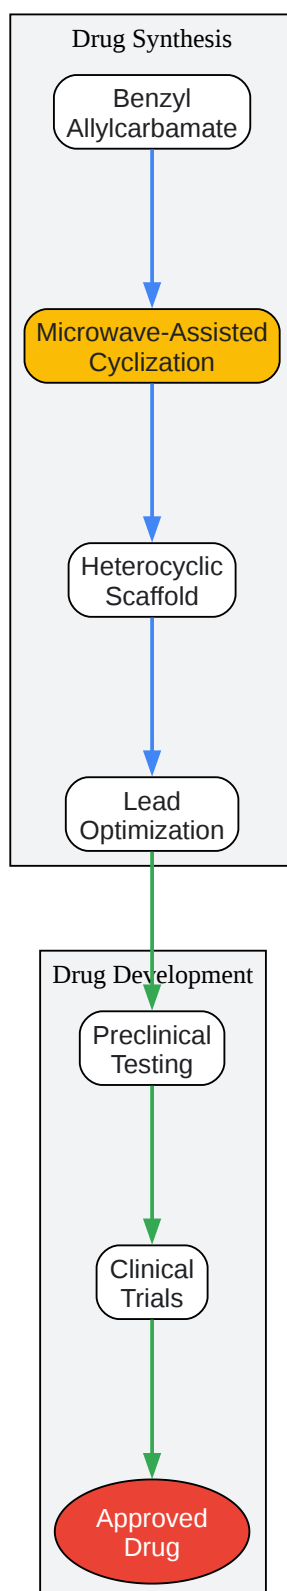 Drug Synthesis
Benzyl
Allylcarbamate
Microwave-Assisted
Cyclization
Heterocyclic
Scaffold
Lead
Optimization
Drug Development
Preclinical
Testing
Clinical
Trials
Approved
Drug